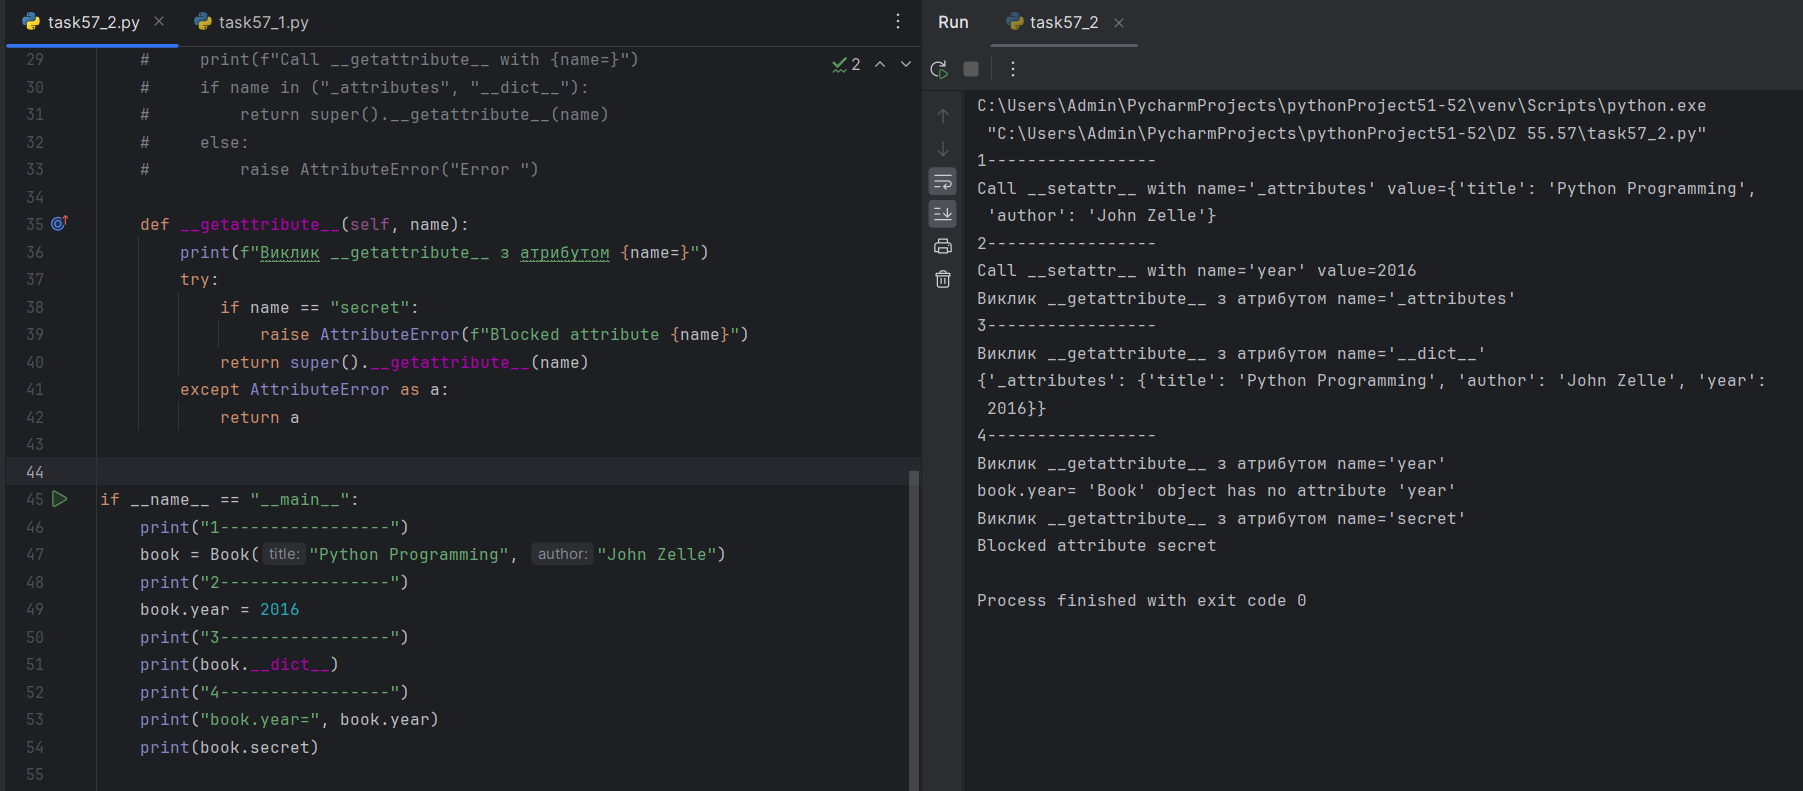 task57_2.py
task57_1.py
2
29 #     print(f"Call __getattribute__ with {name=}")
30 #     if name in ("_attributes", "__dict__"):
31 #         return super().__getattribute__(name)
32 #     else:
33 #         raise AttributeError("Error ")
34
35 def __getattribute__(self, name):
36     print(f"Виклик __getattribute__ з атрибутом {name=}")
37     try:
38         if name == "secret":
39             raise AttributeError(f"Blocked attribute {name}")
40         return super().__getattribute__(name)
41     except AttributeError as a:
42         return a
43
44
45 if __name__ == "__main__":
46     print("1-----------------")
47     book = Book( title: "Python Programming", author: "John Zelle")
48     print("2-----------------")
49     book.year = 2016
50     print("3-----------------")
51     print(book.__dict__)
52     print("4-----------------")
53     print("book.year=", book.year)
54     print(book.secret)
55
Run
task57_2
C:\Users\Admin\PycharmProjects\pythonProject51-52\venv\Scripts\python.exe
"C:\Users\Admin\PycharmProjects\pythonProject51-52\DZ 55.57\task57_2.py"
1-----------------
Call __setattr__ with name='_attributes' value={'title': 'Python Programming',
'author': 'John Zelle'}
2-----------------
Call __setattr__ with name='year' value=2016
Виклик __getattribute__ з атрибутом name='_attributes'
3-----------------
Виклик __getattribute__ з атрибутом name='__dict__'
{'_attributes': {'title': 'Python Programming', 'author': 'John Zelle', 'year':
2016}}
4-----------------
Виклик __getattribute__ з атрибутом name='year'
book.year= 'Book' object has no attribute 'year'
Виклик __getattribute__ з атрибутом name='secret'
Blocked attribute secret
Process finished with exit code 0